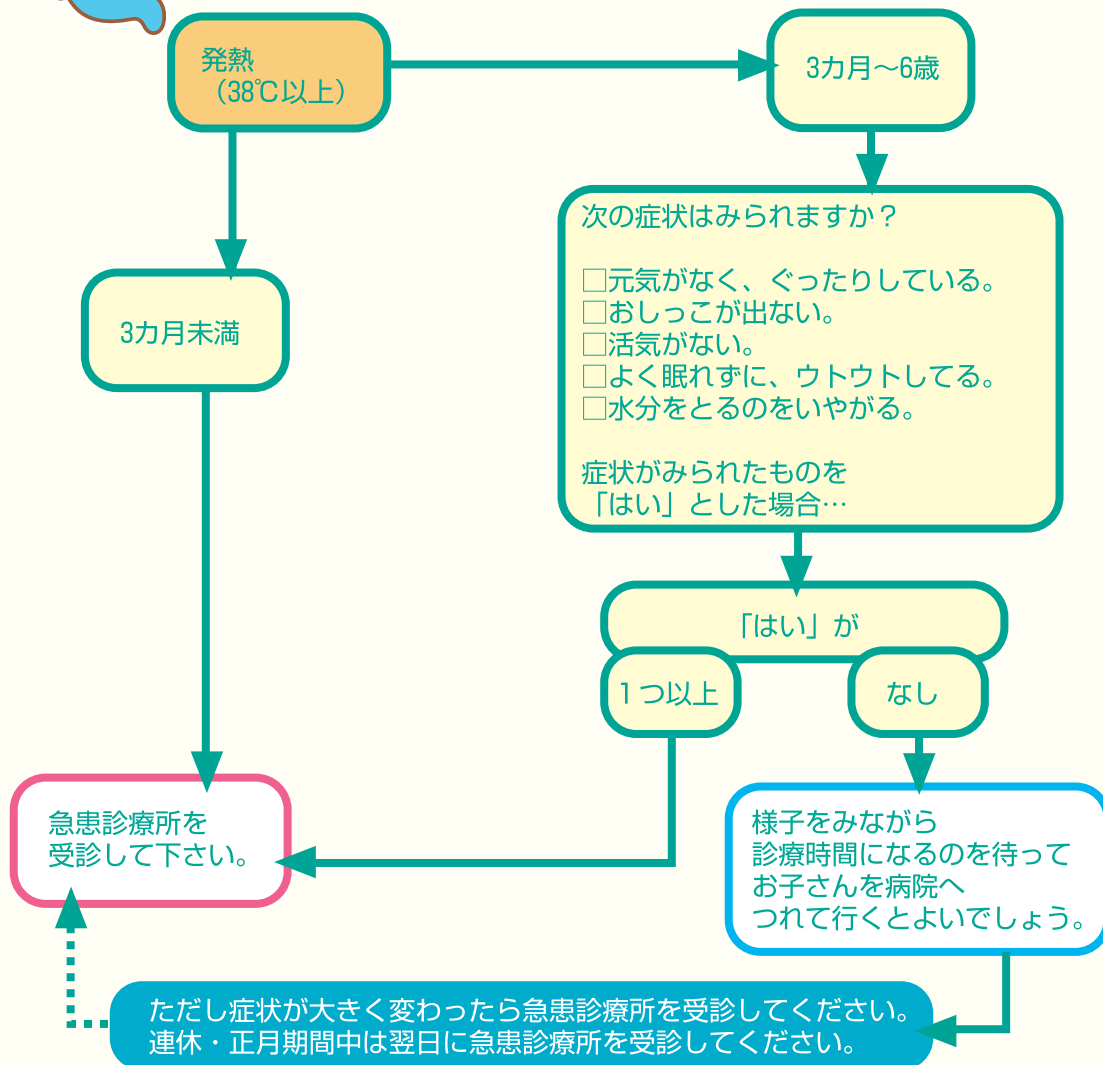 発熱
（38℃以上）
3カ月～6歳
次の症状はみられますか？
□元気がなく、ぐったりしている。
□おしっこが出ない。
□活気がない。
□よく眠れずに、ウトウトしてる。
□水分をとるのをいやがる。
症状がみられたものを
「はい」とした場合…
3カ月未満
「はい」が
1つ以上
なし
急患診療所を
受診して下さい。
様子をみながら
診療時間になるのを待って
お子さんを病院へ
つれて行くとよいでしょう。
ただし症状が大きく変わったら急患診療所を受診してください。
連休・正月期間中は翌日に急患診療所を受診してください。